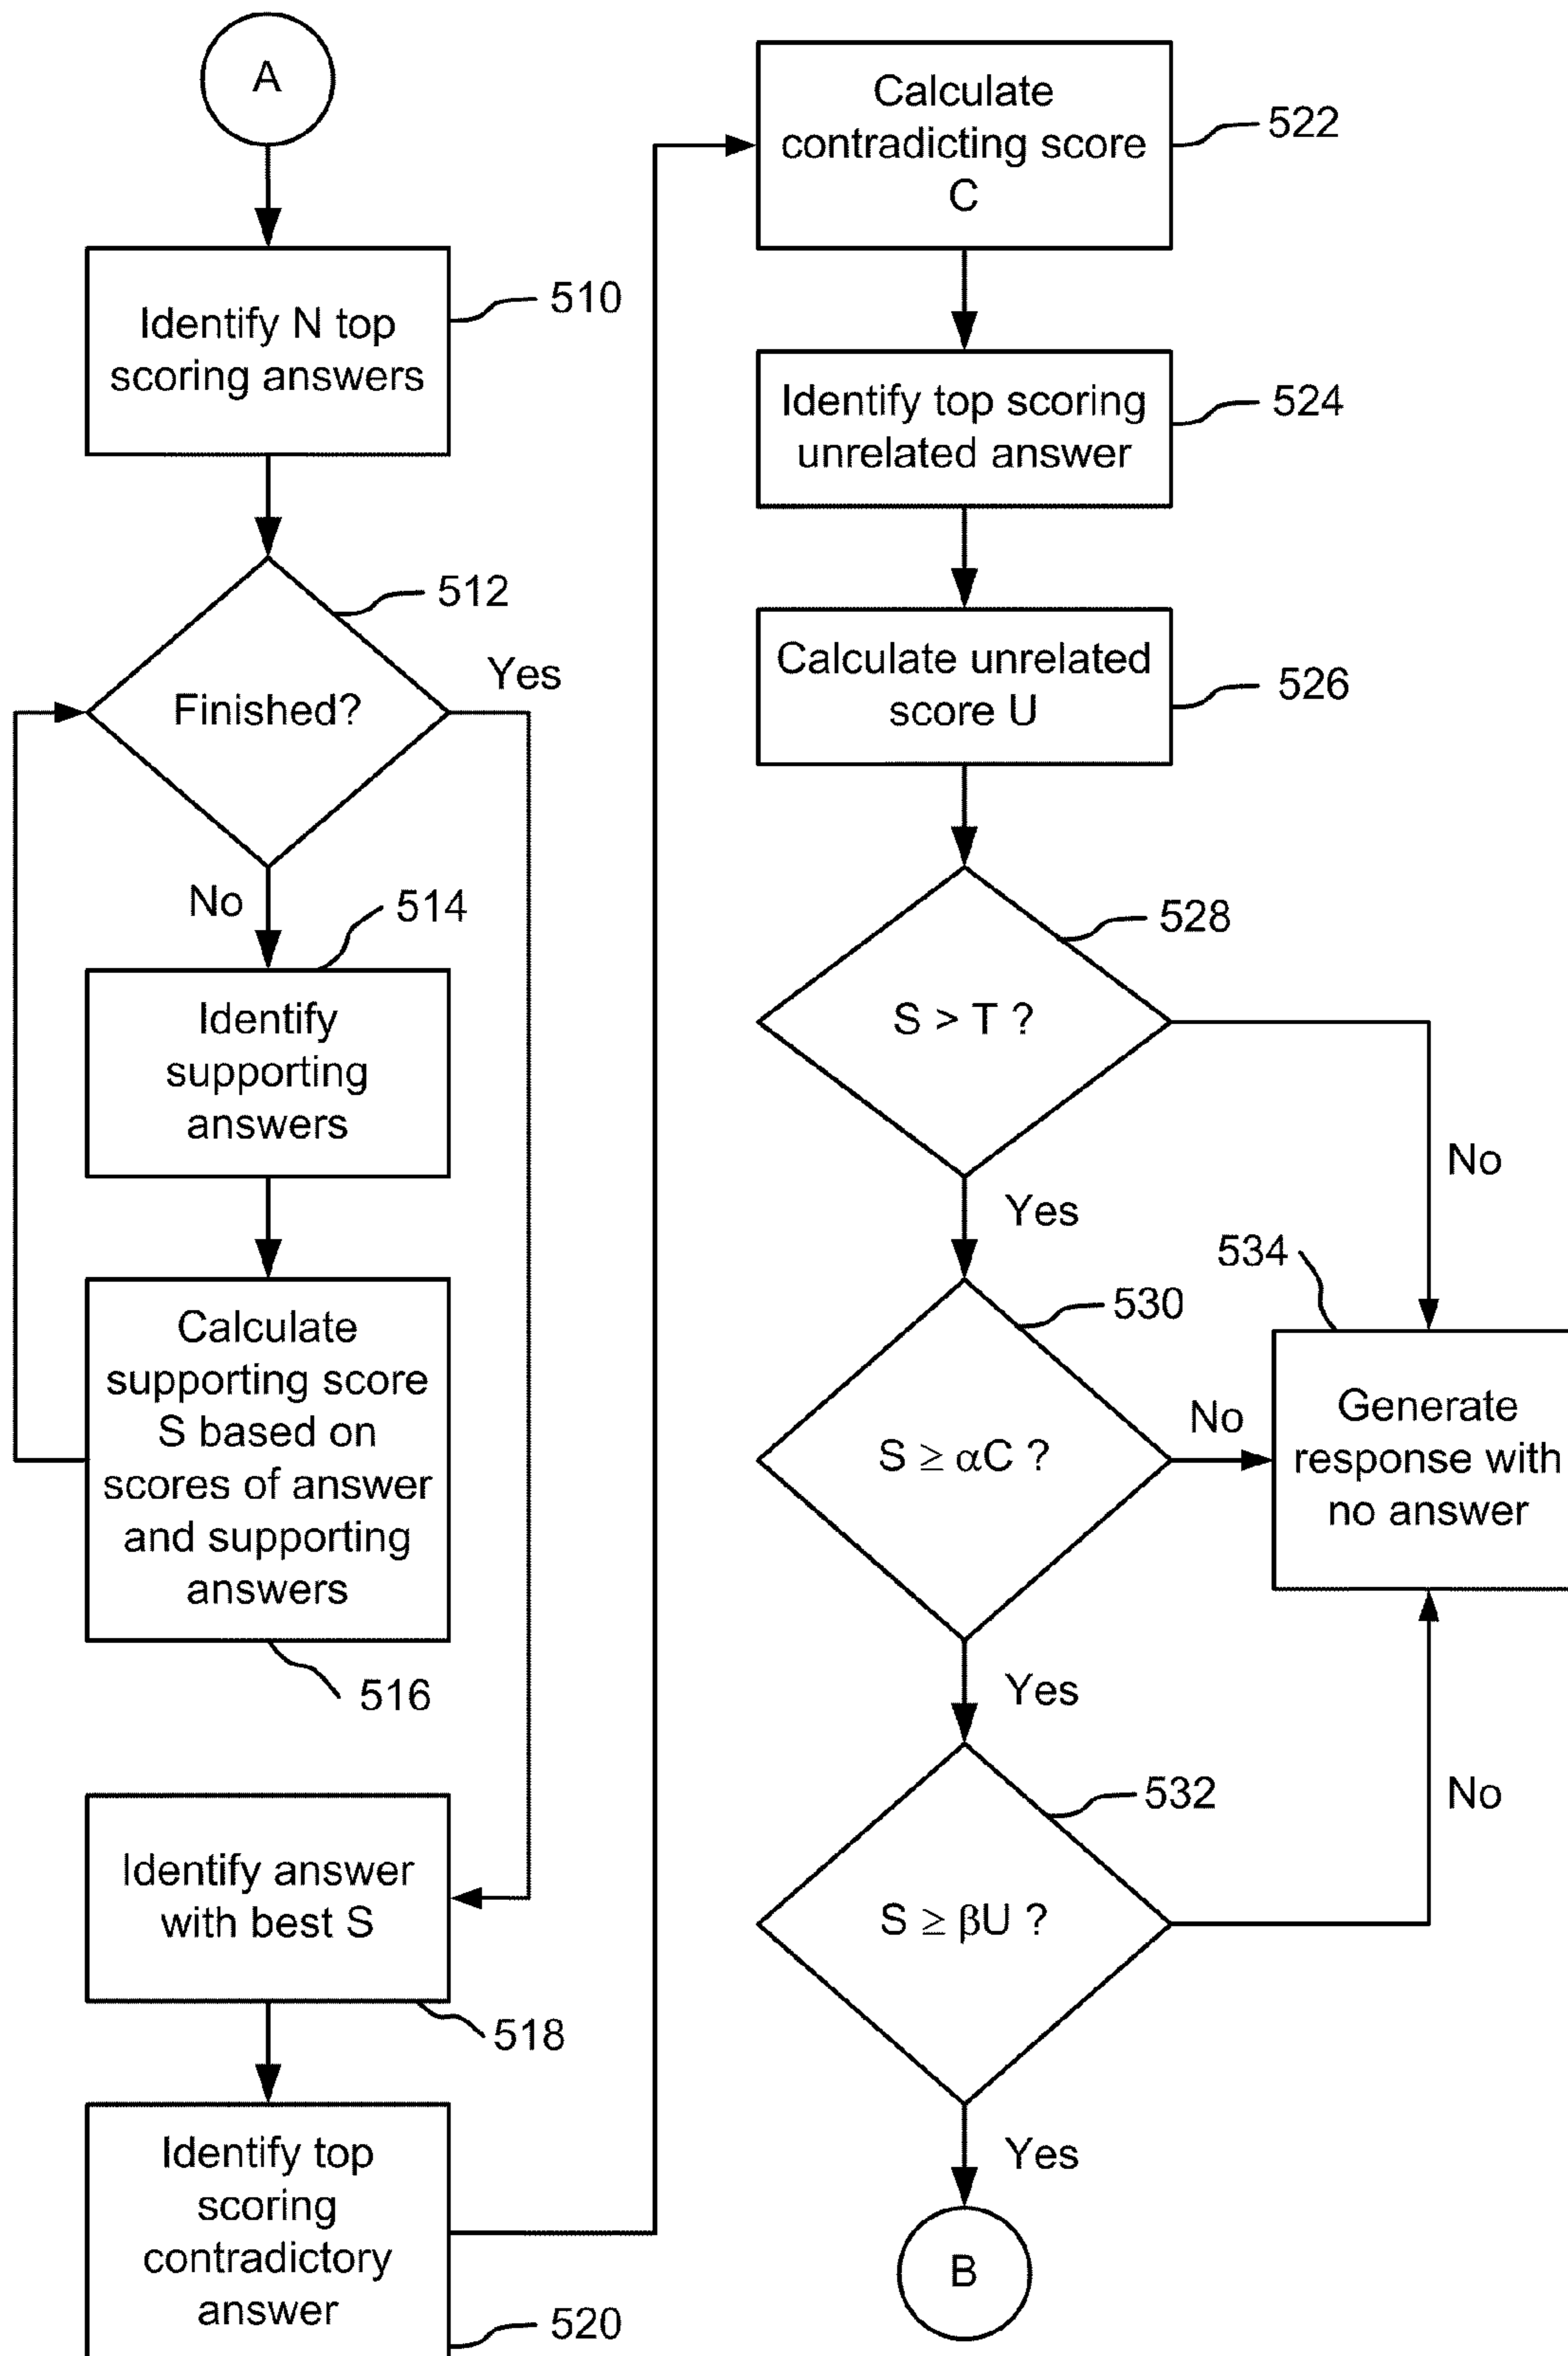 A
Identify N top
scoring answers
510
512
Finished?
Yes
No
514
Identify
supporting
answers
Calculate
supporting score
S based on
scores of answer
and supporting
answers
516
Identify answer
with best S
518
Identify top
scoring
contradictory
answer
520
Calculate
contradicting score
C
522
Identify top scoring
unrelated answer
524
Calculate unrelated
score U
526
528
S > T ?
No
Yes
530
S ≥ αC ?
No
534
Generate
response with
no answer
Yes
532
S ≥ βU ?
No
Yes
B